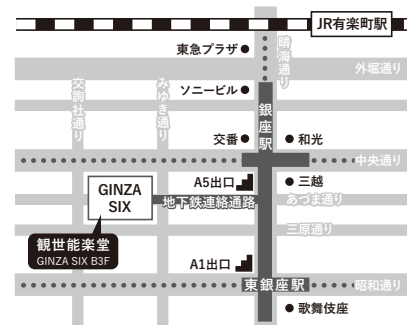 JR有楽町駅
東急プラザ
晴海通り
外堀通り
交詢社通り
みゆき通り
ソニービル
銀座駅
交番
和光
中央通り
A5出口
三越
GINZA
SIX
地下鉄連絡通路
あづま通り
三原通り
観世能楽堂
GINZA SIX B3F
A1出口
東銀座駅
昭和通り
歌舞伎座